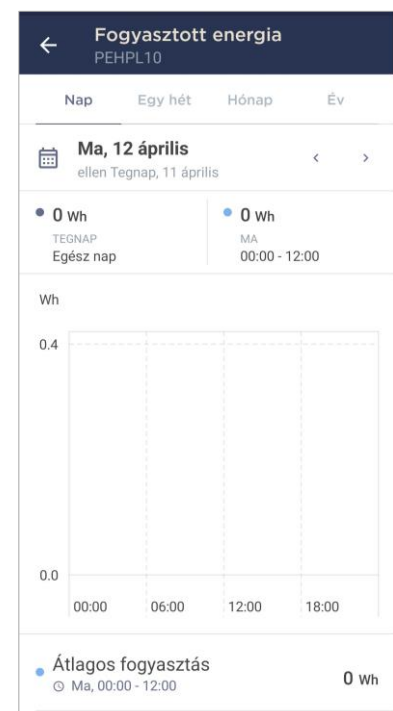 Fogyasztott energia
PEHPL10
Nap Egy hét Hónap Év
Ma, 12 április
ellen Tegnap, 11 április
0 Wh 0 Wh
TEGNAP MA
Egész nap 00:00 - 12:00
Wh
0.4
0.0
00:00 06:00 12:00 18:00
Átlagos fogyasztás
Ma, 00:00 - 12:00 0 Wh